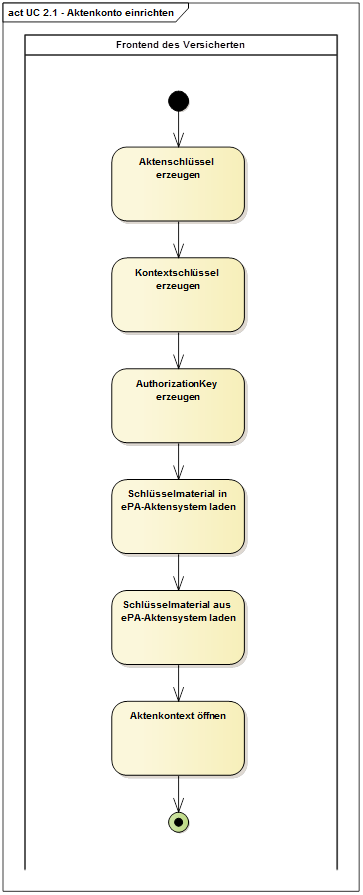 act UC 2.1 - Aktenkonto einrichten
Frontend des Versicherten
Aktenschlüssel
erzeugen
Kontextschlüssel
erzeugen
AuthorizationKey
erzeugen
Schlüsselmaterial in
ePA-Aktensystem laden
Schlüsselmaterial aus
ePA-Aktensystem laden
Aktenkontext öffnen